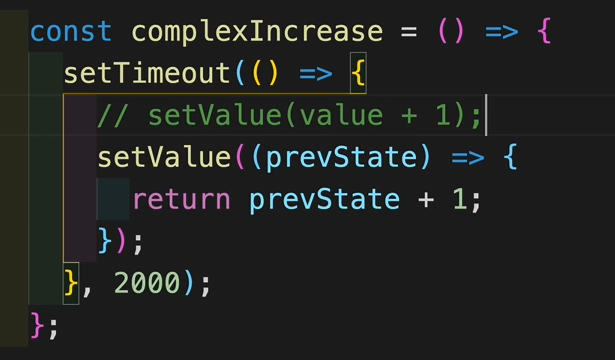 const complexIncrease = () => {
setTimeout(() => {
// setValue(value + 1);
setValue((prevState) => {
return prevState + 1;
});
}, 2000);
};